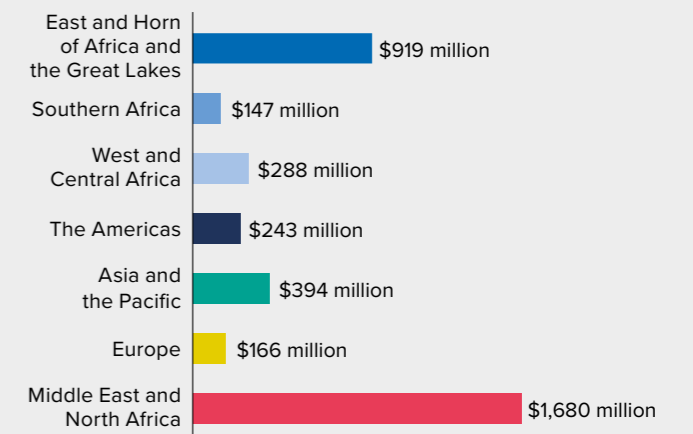 East and Horn
of Africa and
the Great Lakes
$919 million
Southern Africa
$147 million
West and
Central Africa
$288 million
The Americas
$243 million
Asia and
the Pacific
$394 million
Europe
$166 million
Middle East and
North Africa
$1,680 million